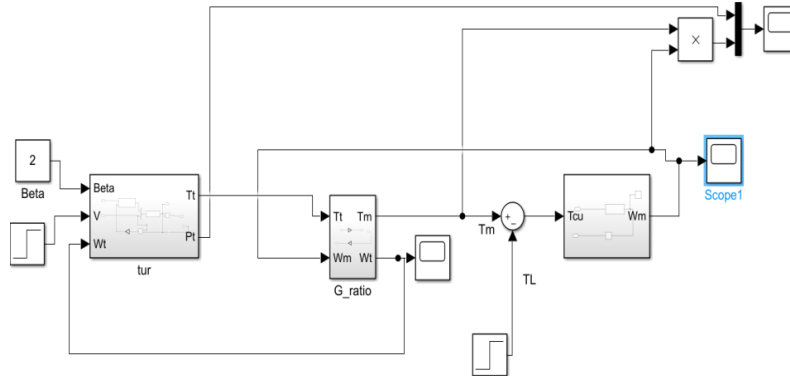 X
2
Beta
Beta
V
Wt
Tt
Pt
tur
Tt
Wm
Tm
Wt
G_ratio
Tm
+
−
TL
Tcu
Wm
Scope1